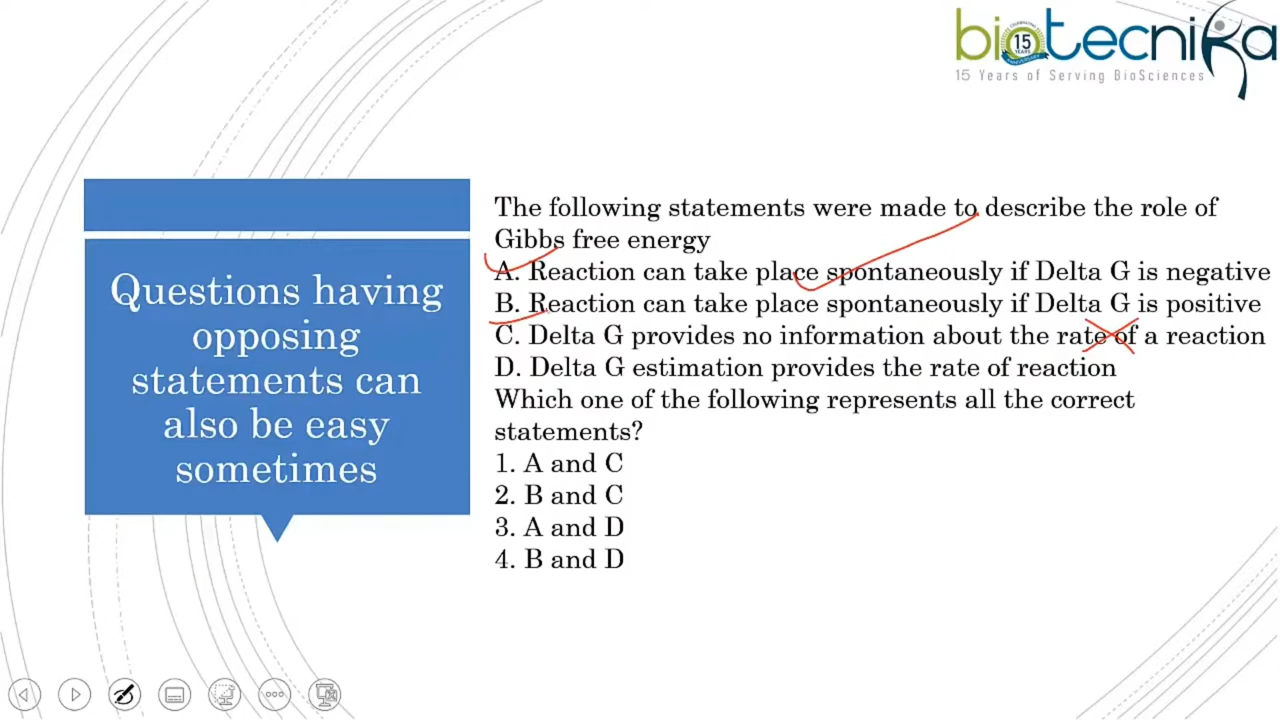 biotecnika
CELEBRATING
15
YEARS
15 Years of Serving BioSciences
Questions having
opposing
statements can
also be easy
sometimes
The following statements were made to describe the role of
Gibbs free energy
A. Reaction can take place spontaneously if Delta G is negative
B. Reaction can take place spontaneously if Delta G is positive
C. Delta G provides no information about the rate of a reaction
D. Delta G estimation provides the rate of reaction
Which one of the following represents all the correct
statements?
1. A and C
2. B and C
3. A and D
4. B and D